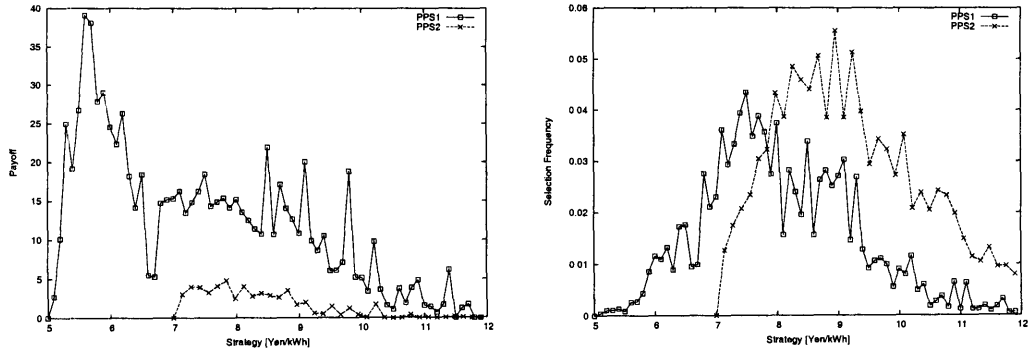 40
35
30
25
20
15
10
5
0
Payoff
PPS1
PPS2
5 6 7 8 9 10 11 12
Strategy [Yen/kWh]
0.06
0.05
0.04
0.03
0.02
0.01
0
Selection Frequency
PPS1
PPS2
5 6 7 8 9 10 11 12
Strategy [Yen/kWh]